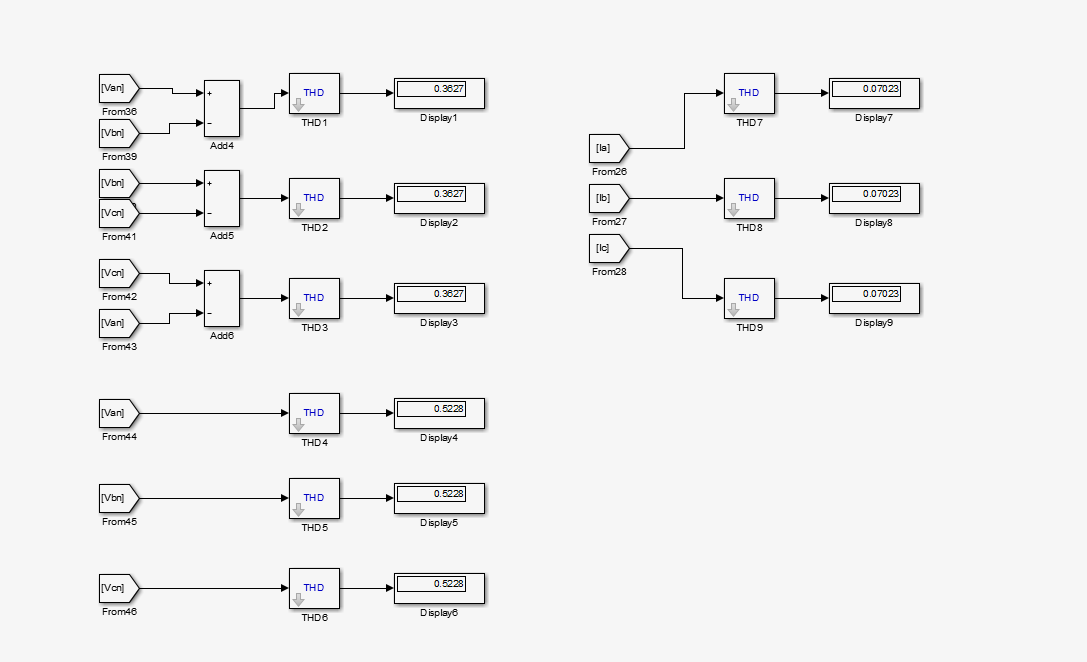 [Van]
From36
[Vbn]
From39
+
−
Add4
THD
THD1
0.3627
Display1
[Vbn]
[Vcn]
From41
+
−
Add5
THD
THD2
0.3627
Display2
[Vcn]
From42
[Van]
From43
+
−
Add6
THD
THD3
0.3627
Display3
[Van]
From44
THD
THD4
0.5228
Display4
[Vbn]
From45
THD
THD5
0.5228
Display5
[Vcn]
From46
THD
THD6
0.5228
Display6
[Ia]
From26
THD
THD7
0.07023
Display7
[Ib]
From27
THD
THD8
0.07023
Display8
[Ic]
From28
THD
THD9
0.07023
Display9